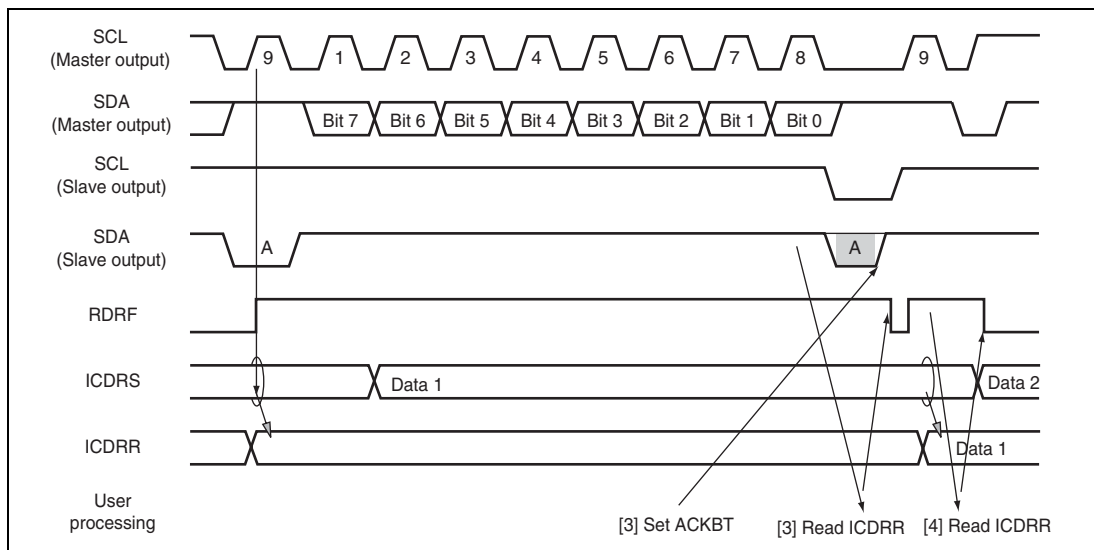 SCL
(Master output)
9 1 2 3 4 5 6 7 8 9
SDA
(Master output)
Bit 7 Bit 6 Bit 5 Bit 4 Bit 3 Bit 2 Bit 1 Bit 0
SCL
(Slave output)
SDA
(Slave output)
A A
RDRF
ICDRS
Data 1 Data 2
ICDRR
Data 1
User
processing
[3] Set ACKBT [3] Read ICDRR [4] Read ICDRR